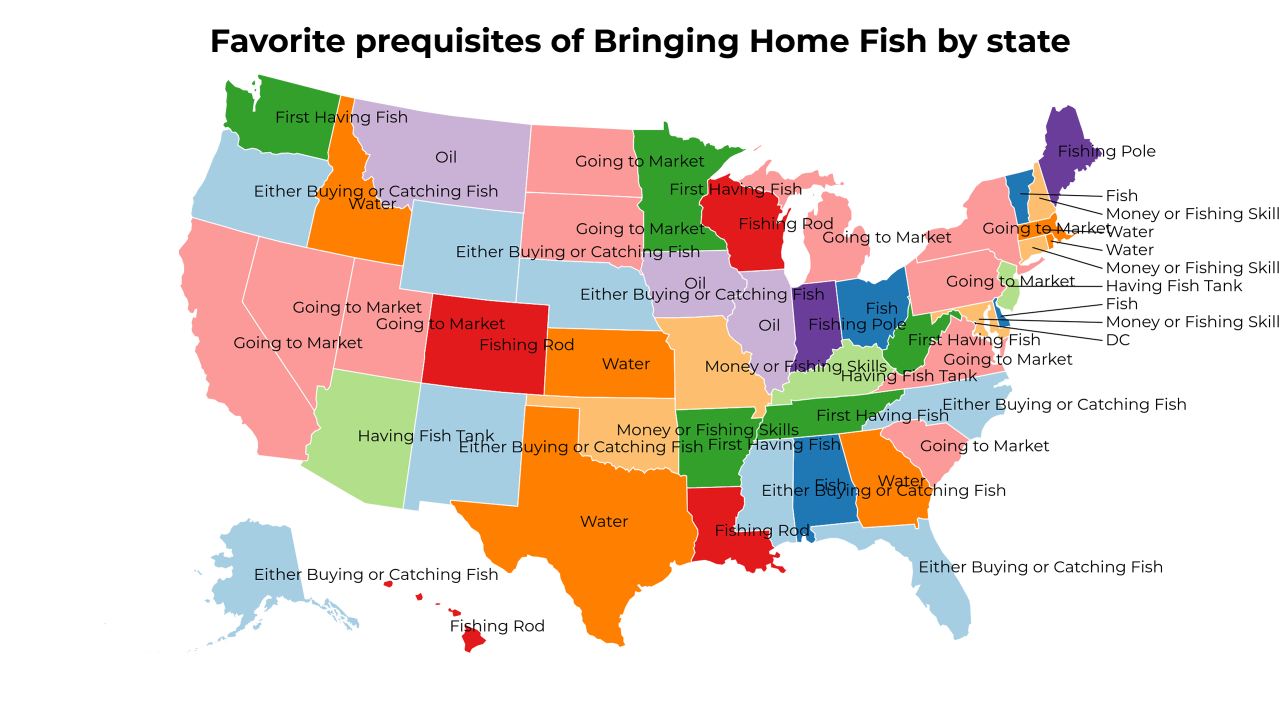 Favorite prequisites of Bringing Home Fish by state
First Having Fish
Oil
Fishing Pole
Going to Market
Either Buying or Catching Fish
First Having Fish
Fish
Water
Money or Fishing Skills
Fishing Rod
Going to Market
Going to Market
Water
Going to Market
Water
Either Buying or Catching Fish
Money or Fishing Skills
Oil
Going to Market
Having Fish Tank
Either Buying or Catching Fish
Fish
Going to Market
Fish
Money or Fishing Skills
Going to Market
Oil
Fishing Pole
First Having Fish
DC
Going to Market
Fishing Rod
Going to Market
Water
Money or Fishing Skills
Having Fish Tank
Either Buying or Catching Fish
First Having Fish
Money or Fishing Skills
Having Fish Tank
Either Buying or Catching Fish
First Having Fish
Going to Market
Water
Fish
Either Buying or Catching Fish
Water
Fishing Rod
Either Buying or Catching Fish
Either Buying or Catching Fish
Fishing Rod